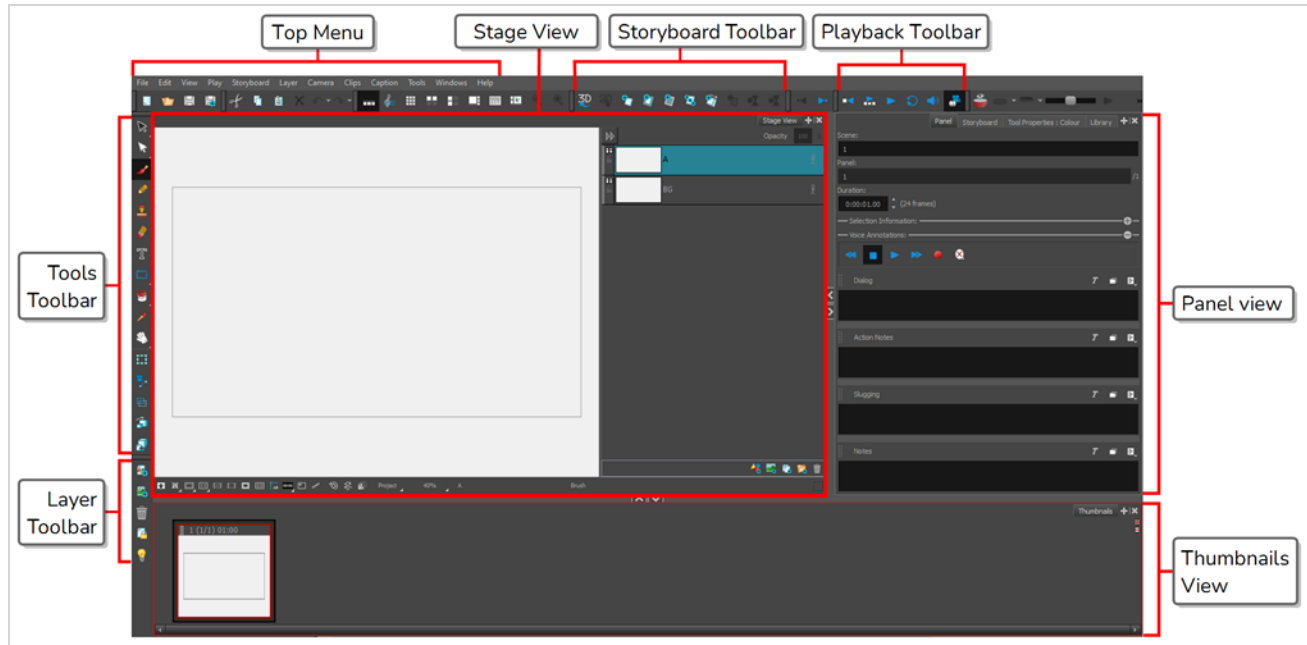 Top Menu
Stage View
Storyboard Toolbar
Playback Toolbar
File Edit View Play Storyboard Layer Camera Clips Caption Tools Windows Help
3D
Stage View
Opacity
A
BG
Panel Storyboard Tool Properties : Colour Library
Scene:
1
Panel:
1
Duration:
0:00:01.00 (24 frames)
Selection Information:
Voice Annotations:
Dialog
Action Notes
Slugging
Notes
Tools
Toolbar
Panel view
Project 40% A Brush
Layer
Toolbar
Thumbnails
1 (1/1) 01:00
Thumbnails
View